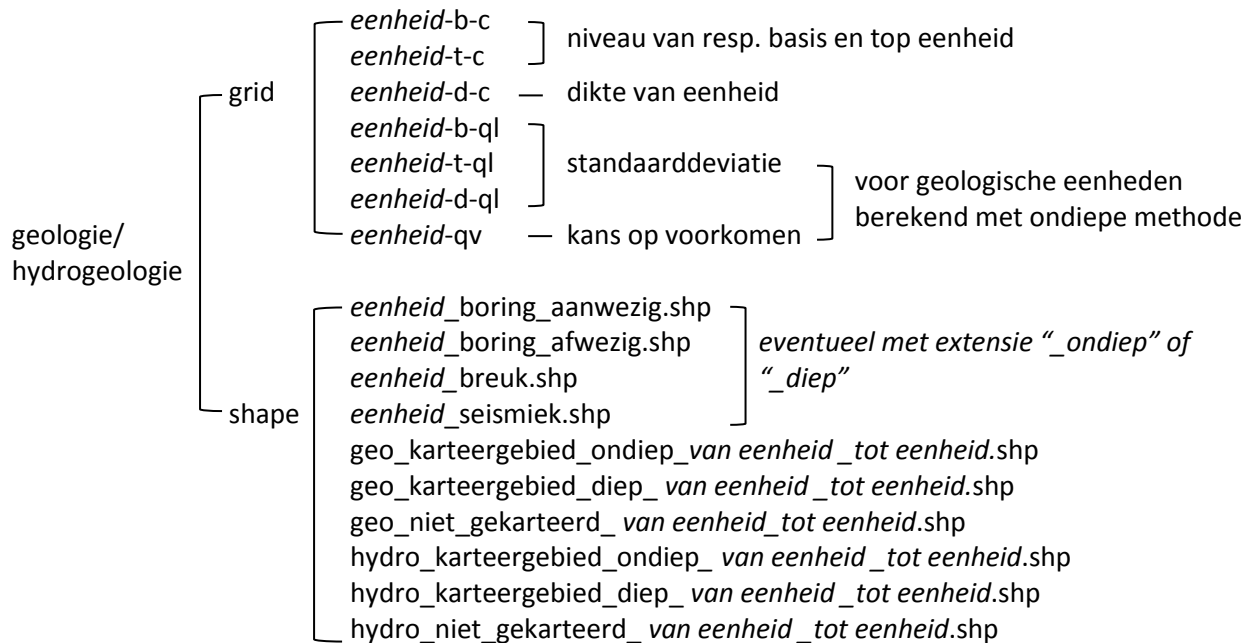 geologie/
hydrogeologie
grid
eenheid-b-c
eenheid-t-c
niveau van resp. basis en top eenheid
eenheid-d-c — dikte van eenheid
eenheid-b-ql
eenheid-t-ql
eenheid-d-ql
standaarddeviatie
eenheid-qv — kans op voorkomen
voor geologische eenheden
berekend met ondiepe methode
shape
eenheid_boring_aanwezig.shp
eenheid_boring_afwezig.shp
eenheid_breuk.shp
eenheid_seismiek.shp
eventueel met extensie “_ondiep” of
“_diep”
geo_karteergebied_ondiep_van eenheid _tot eenheid.shp
geo_karteergebied_diep_ van eenheid _tot eenheid.shp
geo_niet_gekarteerd_ van eenheid_tot eenheid.shp
hydro_karteergebied_ondiep_ van eenheid _tot eenheid.shp
hydro_karteergebied_diep_ van eenheid _tot eenheid.shp
hydro_niet_gekarteerd_ van eenheid _tot eenheid.shp